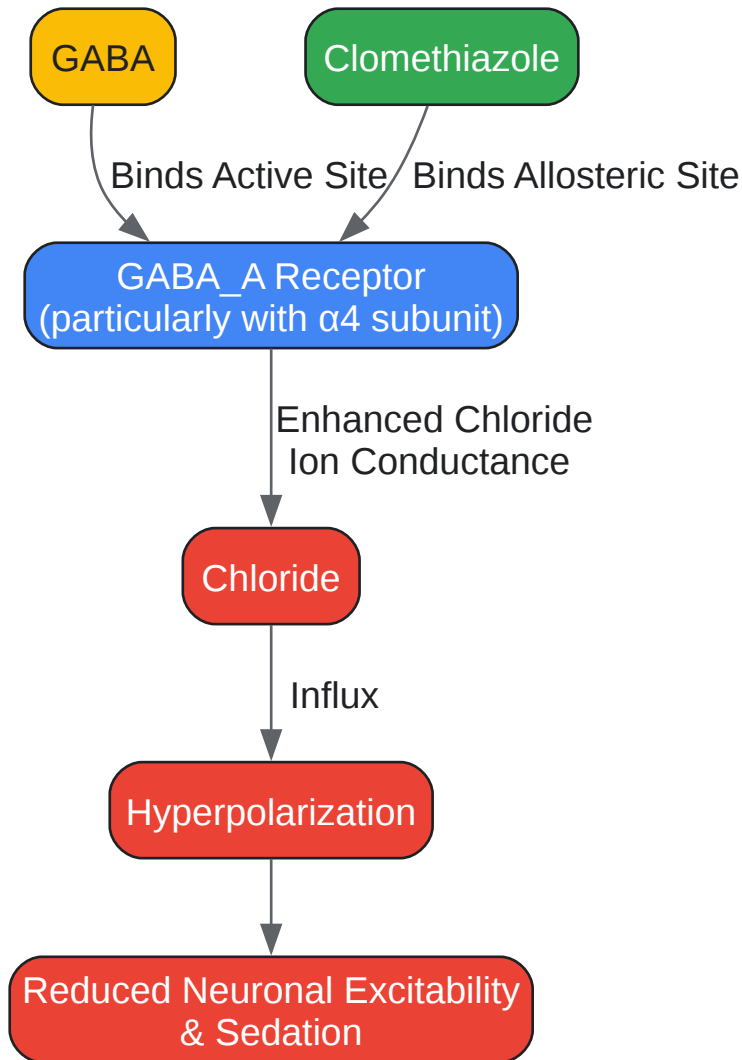 GABA
Clomethiazole
Binds Active Site
Binds Allosteric Site
GABA_A Receptor
(particularly with α4 subunit)
Enhanced Chloride
Ion Conductance
Chloride
Influx
Hyperpolarization
Reduced Neuronal Excitability
& Sedation